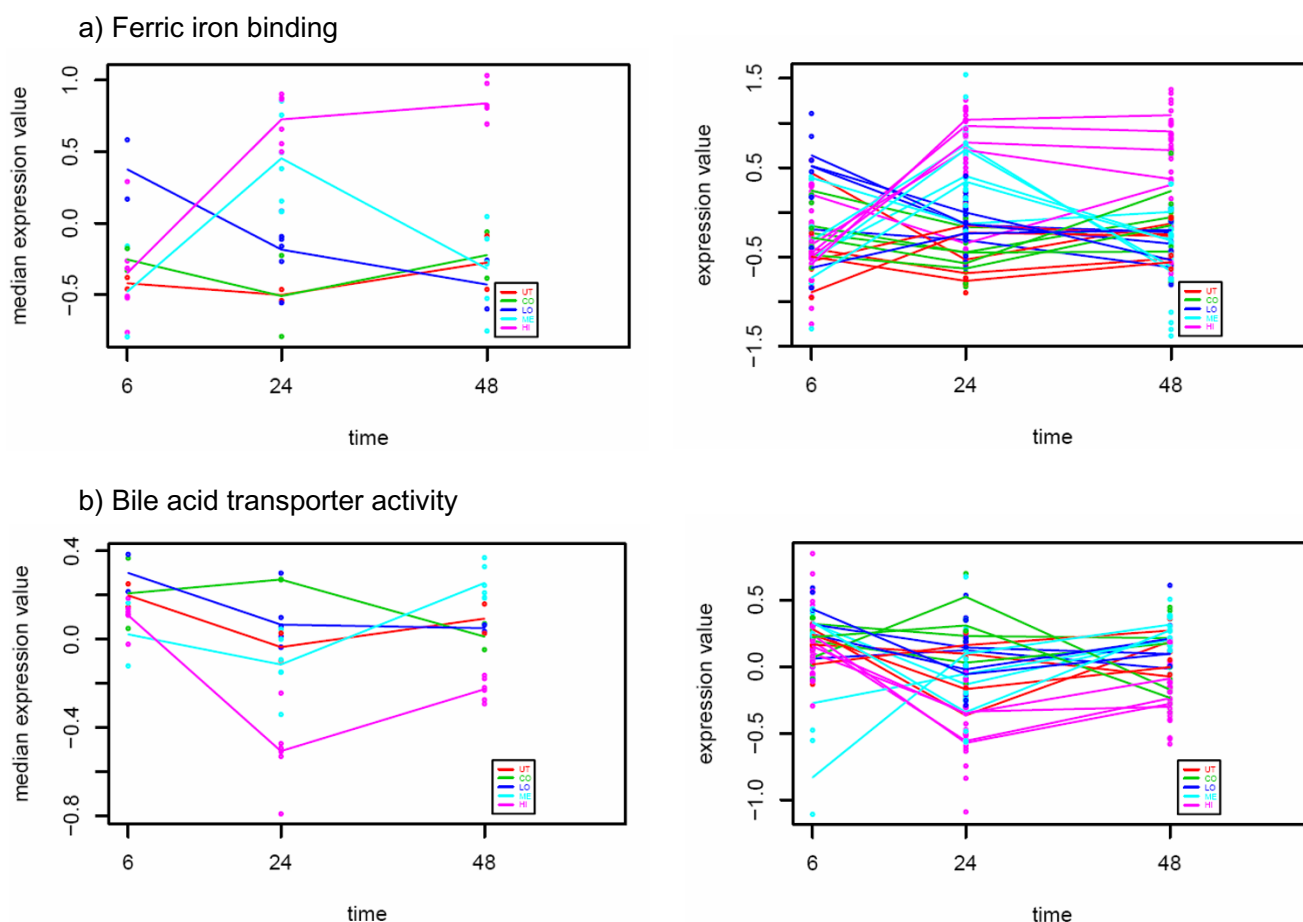 a) Ferric iron binding
median expression value
1.0
0.5
0.0
−0.5
6
24
48
time
UT
CO
LO
ME
HI
expression value
1.5
0.5
−0.5
−1.5
6
24
48
time
UT
CO
LO
ME
HI
b) Bile acid transporter activity
median expression value
0.4
0.0
−0.4
−0.8
6
24
48
time
UT
CO
LO
ME
HI
expression value
0.5
0.0
−0.5
−1.0
6
24
48
time
UT
CO
LO
ME
HI